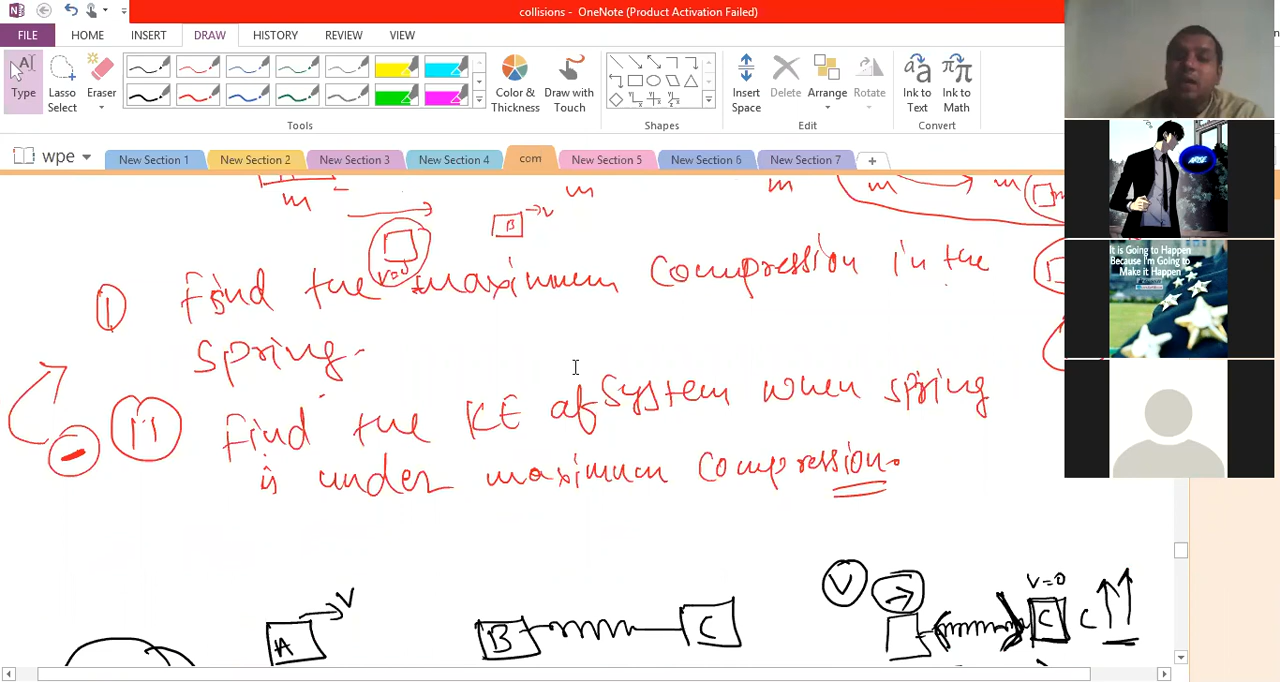 collisions - OneNote (Product Activation Failed)
FILE HOME INSERT DRAW HISTORY REVIEW VIEW
Type
Lasso Select
Eraser
Color & Thickness
Draw with Touch
Insert Space
Delete
Arrange
Rotate
Ink to Text
Ink to Math
Tools
Shapes
Edit
Convert
wpe
New Section 1
New Section 2
New Section 3
New Section 4
com
New Section 5
New Section 6
New Section 7
m m m m m
B v
v=0
I Find the maximum compression in the
spring.
II Find the KE of system when spring
is under maximum compression.
A v
B C
V
V=0
C C
It is Going to Happen
Because I'm Going to
Make it Happen